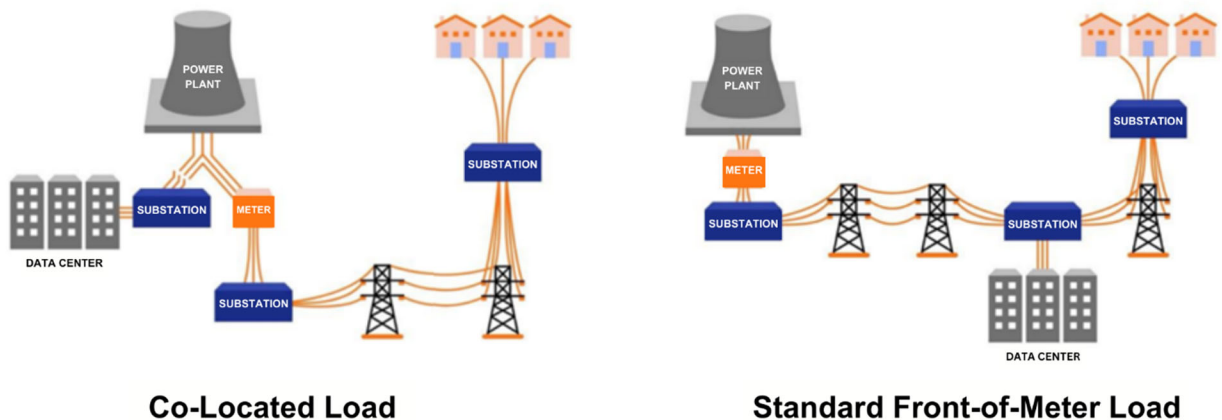 POWER
PLANT
SUBSTATION
SUBSTATION
METER
DATA CENTER
SUBSTATION
Co-Located Load
POWER
PLANT
SUBSTATION
METER
SUBSTATION
SUBSTATION
DATA CENTER
Standard Front-of-Meter Load